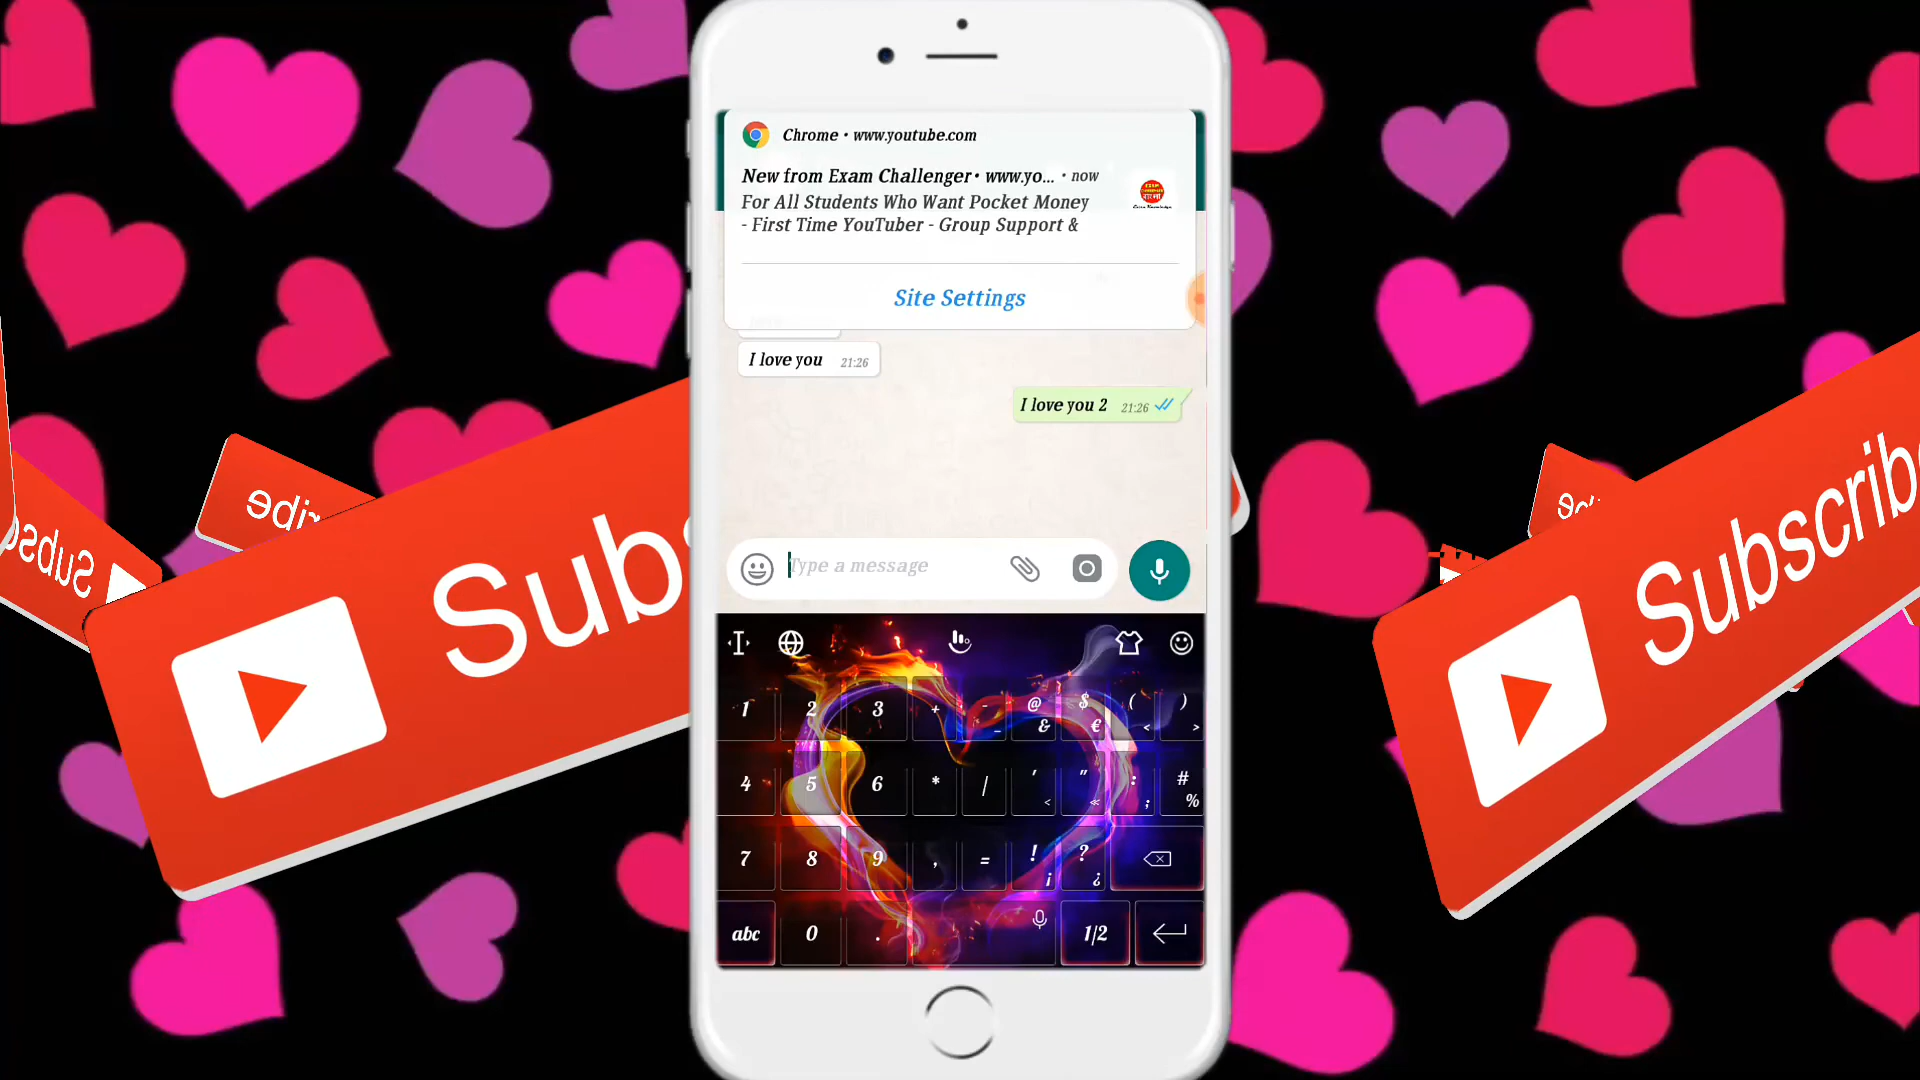 Chrome • www.youtube.com
New from Exam Challenger • www.yo... • now
For All Students Who Want Pocket Money
- First Time YouTuber - Group Support &
Site Settings
I love you 21:26
I love you 2 21:26
Type a message
Subs
Subscribe
1 2 3 + - _ @ & $ € ( < ) >
4 5 6 * / ' < " « : ; # %
7 8 9 , = ! ¡ ? ¿
abc 0 . 1/2